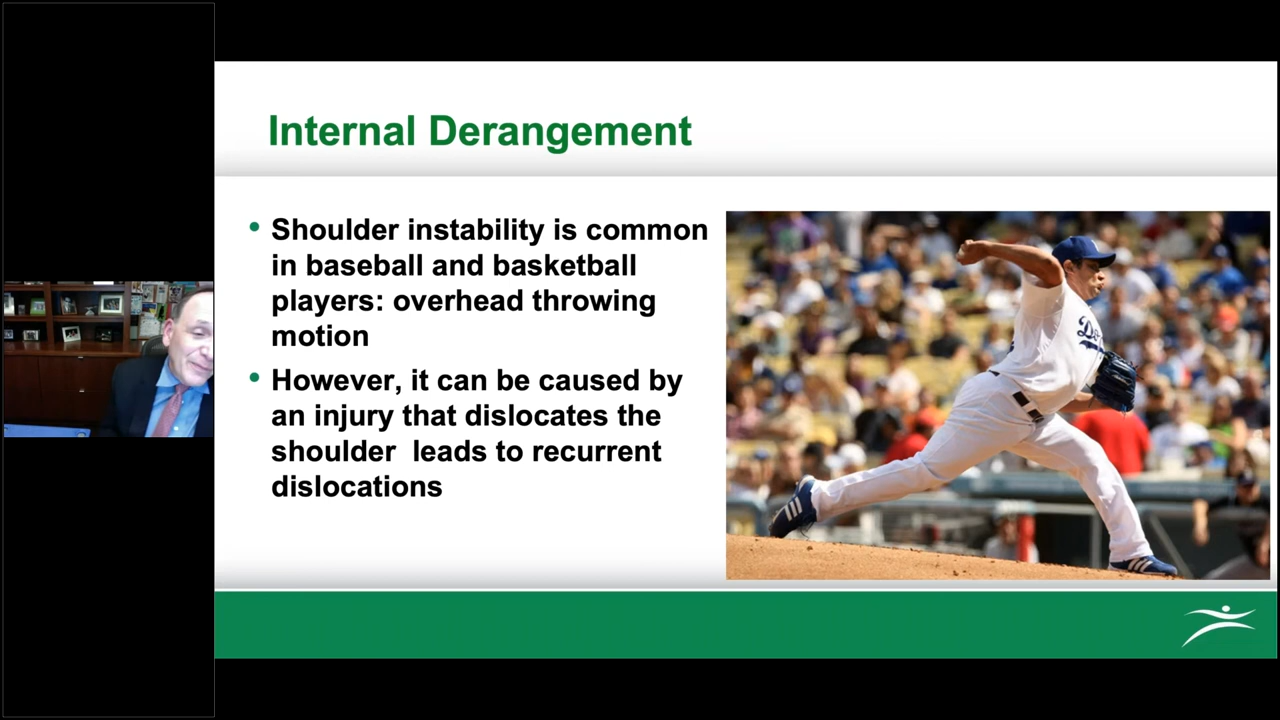 Internal Derangement
• Shoulder instability is common
in baseball and basketball
players: overhead throwing
motion
• However, it can be caused by
an injury that dislocates the
shoulder  leads to recurrent
dislocations